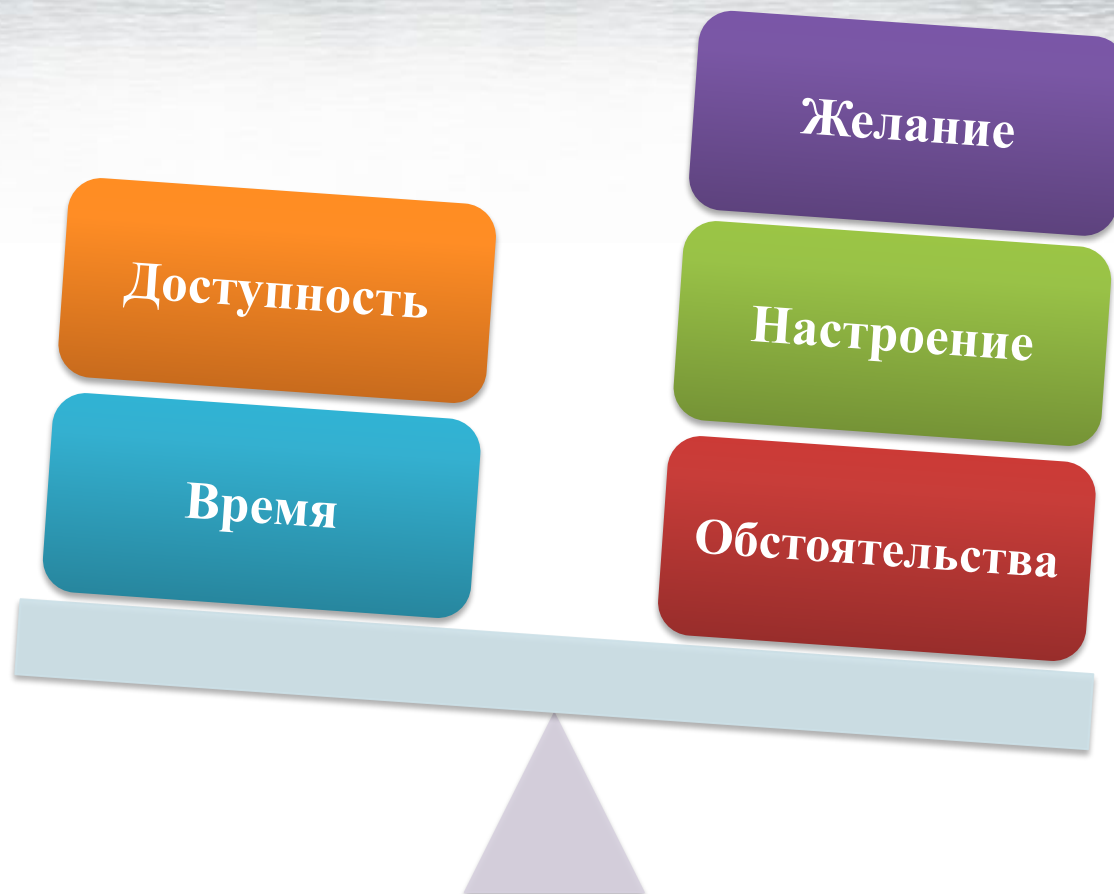 Доступность
Время
Желание
Настроение
Обстоятельства